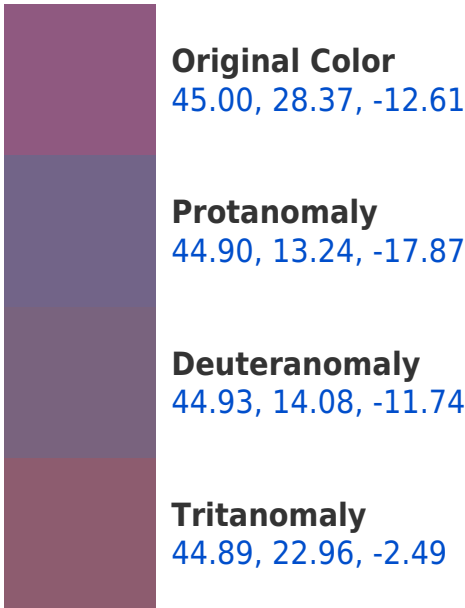 Original Color
45.00, 28.37, -12.61
Protanomaly
44.90, 13.24, -17.87
Deuteranomaly
44.93, 14.08, -11.74
Tritanomaly
44.89, 22.96, -2.49